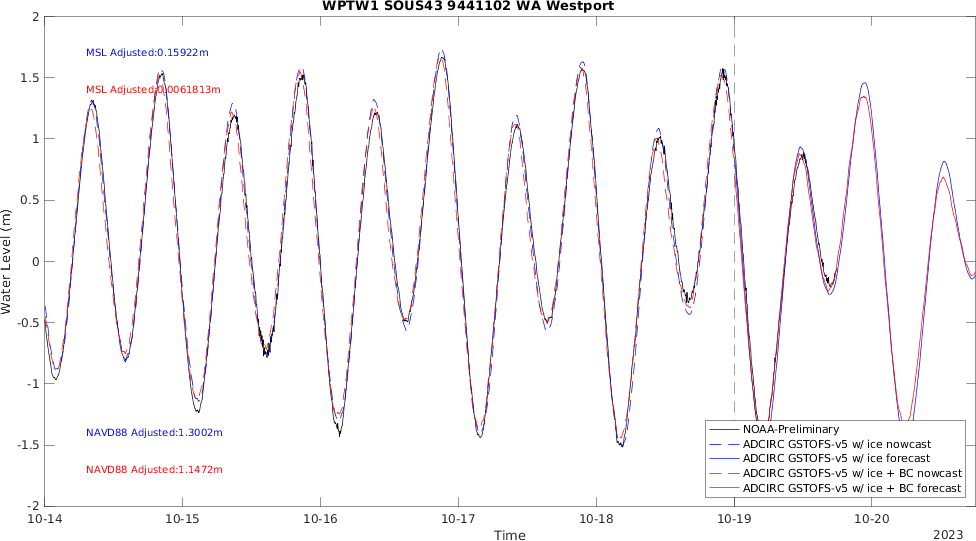 WPTW1 SOUS43 9441102 WA Westport
2
1.5
1
0.5
0
-0.5
-1
-1.5
-2
Water Level (m)
MSL Adjusted:0.15922m
MSL Adjusted:0.0061813m
NAVD88 Adjusted:1.3002m
NAVD88 Adjusted:1.1472m
NOAA-Preliminary
ADCIRC GSTOFS-v5 w/ ice nowcast
ADCIRC GSTOFS-v5 w/ ice forecast
ADCIRC GSTOFS-v5 w/ ice + BC nowcast
ADCIRC GSTOFS-v5 w/ ice + BC forecast
10-14 10-15 10-16 10-17 10-18 10-19 10-20
Time
2023